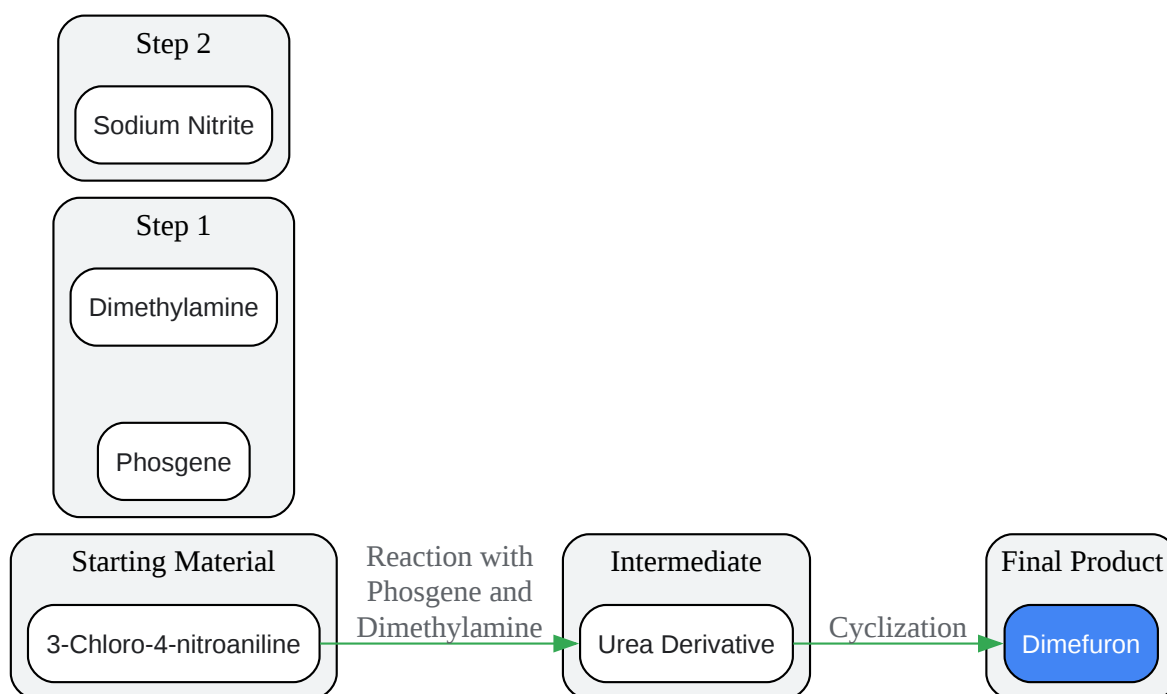 Step 2
Sodium Nitrite
Step 1
Dimethylamine
Phosgene
Starting Material
3-Chloro-4-nitroaniline
Reaction with
Phosgene and
Dimethylamine
Intermediate
Urea Derivative
Cyclization
Final Product
Dimefuron